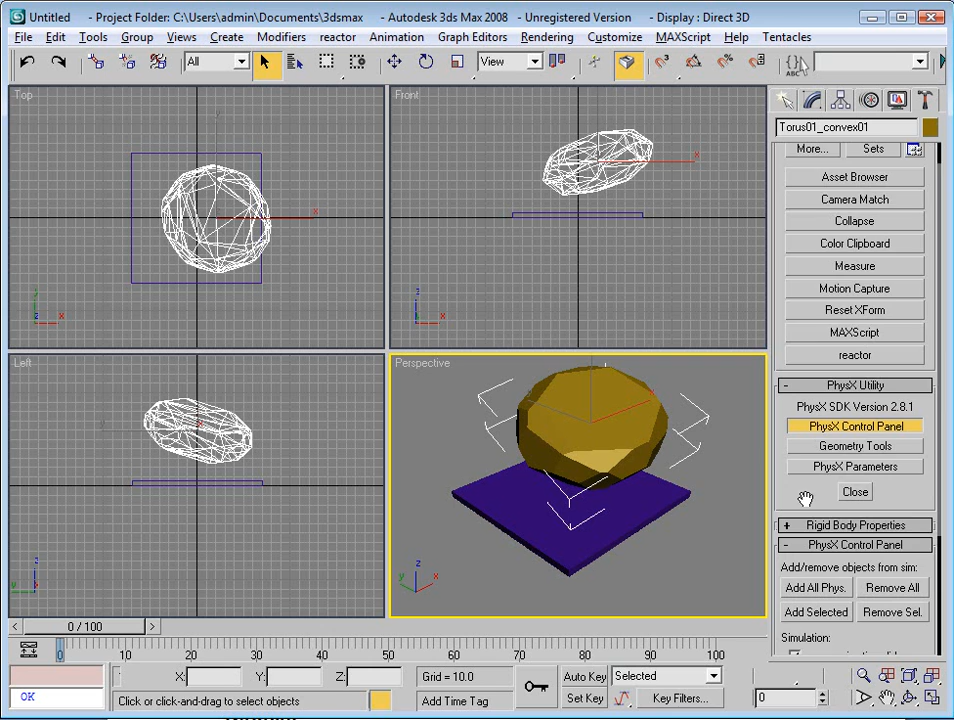 Untitled - Project Folder: C:\Users\admin\Documents\3dsmax - Autodesk 3ds Max 2008 - Unregistered Version - Display : Direct 3D
File Edit Tools Group Views Create Modifiers reactor Animation Graph Editors Rendering Customize MAXScript Help Tentacles
All View ABC
Top
Front
Torus01_convex01
More... Sets
Asset Browser
Camera Match
Collapse
Color Clipboard
Measure
Motion Capture
Reset XForm
MAXScript
reactor
Left
Perspective
- PhysX Utility
PhysX SDK Version 2.8.1
PhysX Control Panel
Geometry Tools
PhysX Parameters
Close
+ Rigid Body Properties
- PhysX Control Panel
Add/remove objects from sim:
Add All Phys. Remove All
Add Selected Remove Sel.
Simulation:
< 0 / 100 >
0 10 20 30 40 50 60 70 80 90 100
X: Y: Z: Grid = 10.0 Auto Key Selected
OK Click or click-and-drag to select objects Add Time Tag Set Key Key Filters... 0